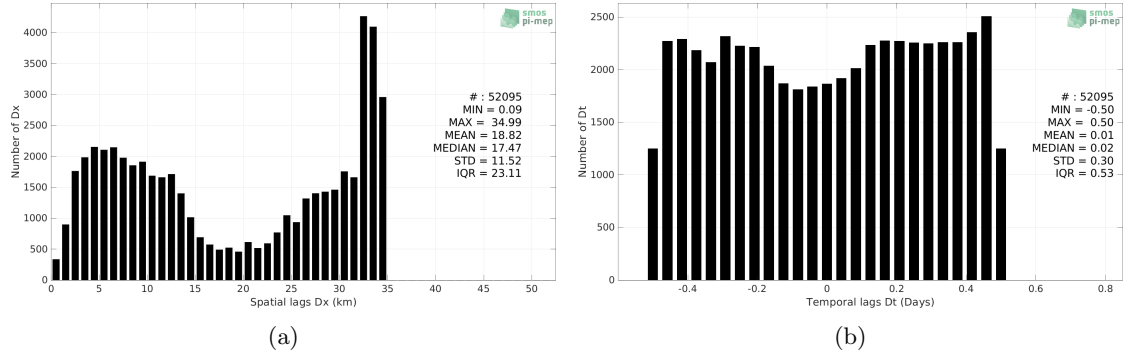 smos
pi-mep
Number of Dx
4000
3500
3000
2500
2000
1500
1000
500
0
# : 52095
MIN = 0.09
MAX = 34.99
MEAN = 18.82
MEDIAN = 17.47
STD = 11.52
IQR = 23.11
0 5 10 15 20 25 30 35 40 45 50
Spatial lags Dx (km)
(a)
smos
pi-mep
Number of Dt
2500
2000
1500
1000
500
0
# : 52095
MIN = -0.50
MAX = 0.50
MEAN = 0.01
MEDIAN = 0.02
STD = 0.30
IQR = 0.53
-0.4 -0.2 0 0.2 0.4 0.6 0.8
Temporal lags Dt (Days)
(b)